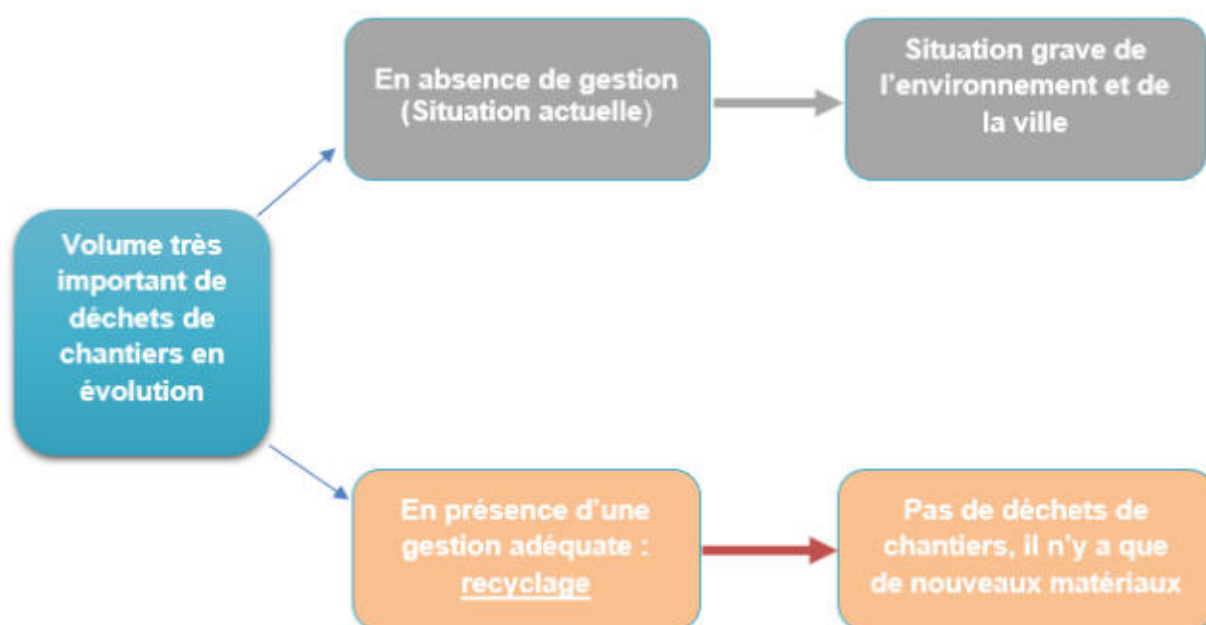 En absence de gestion
(Situation actuelle)
Situation grave de
l'environnement et de
la ville
Volume très
important de
déchets de
chantiers en
évolution
En présence d'une
gestion adéquate :
recyclage
Pas de déchets de
chantiers, il n'y a que
de nouveaux matériaux